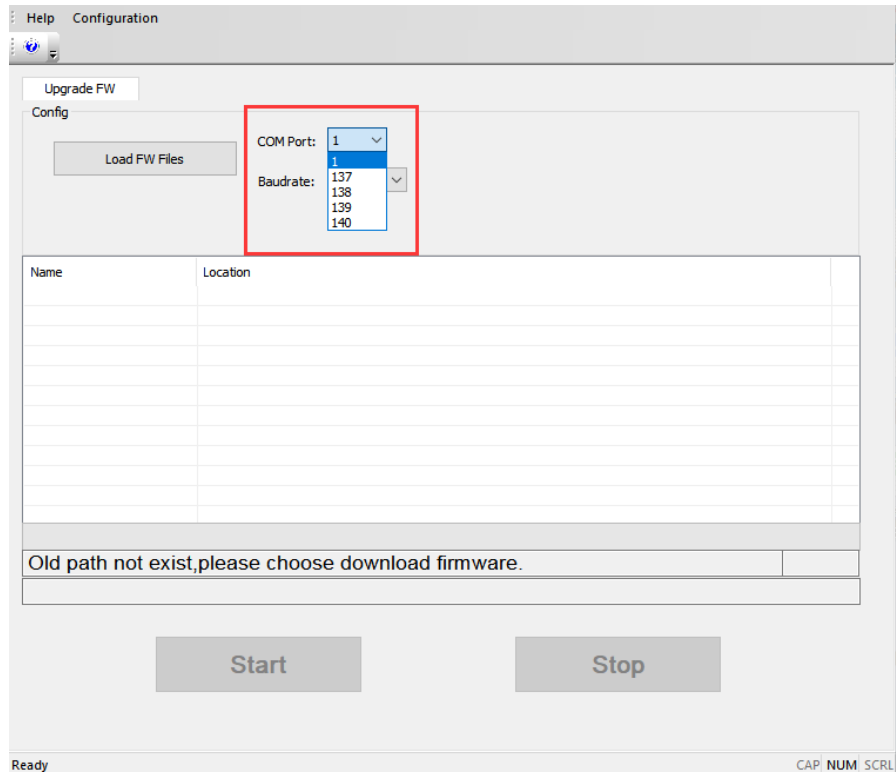 Help Configuration
Upgrade FW
Config
Load FW Files
COM Port: 1
1
137
Baudrate:
138
139
140
Name Location
Old path not exist,please choose download firmware.
Start Stop
Ready CAP NUM SCRL